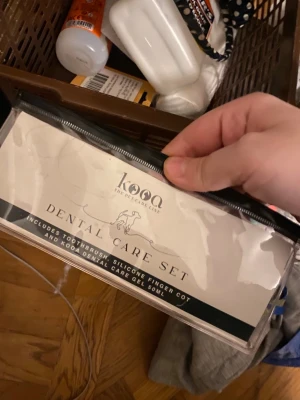 kooa
DENTAL CARE SET
INCLUDES TOOTHBRUSH, SILICONE FINGER COT
AND KOOA DENTAL CARE GEL 50ML